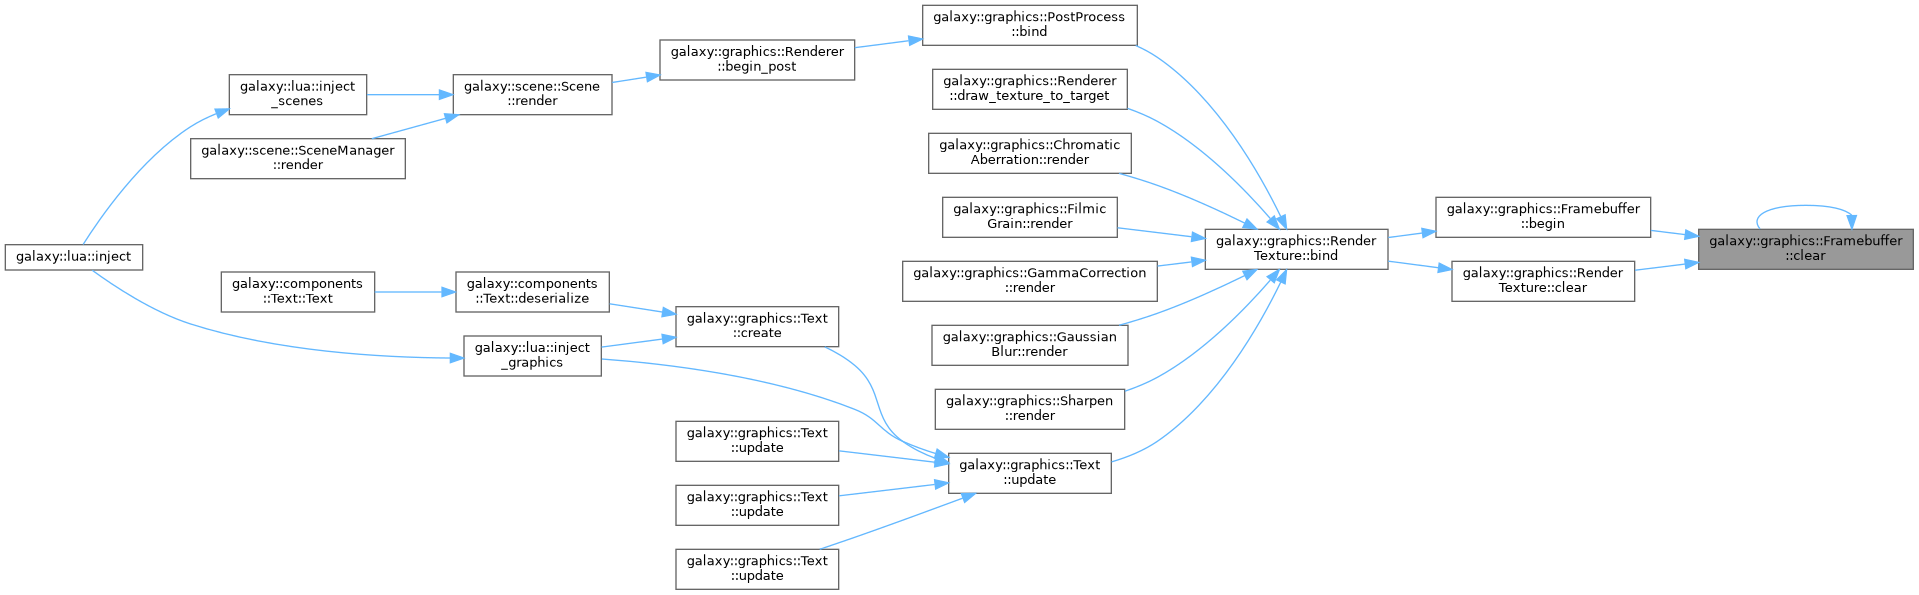 galaxy::graphics::PostProcess
::bind
galaxy::graphics::Renderer
::begin_post
galaxy::graphics::Renderer
::draw_texture_to_target
galaxy::lua::inject
_scenes
galaxy::scene::Scene
::render
galaxy::scene::SceneManager
::render
galaxy::graphics::Chromatic
Aberration::render
galaxy::graphics::Filmic
Grain::render
galaxy::graphics::Framebuffer
::begin
galaxy::lua::inject
galaxy::graphics::Render
Texture::bind
galaxy::graphics::Framebuffer
::clear
galaxy::graphics::GammaCorrection
::render
galaxy::graphics::Render
Texture::clear
galaxy::components
::Text::Text
galaxy::components
::Text::deserialize
galaxy::graphics::Text
::create
galaxy::graphics::Gaussian
Blur::render
galaxy::lua::inject
_graphics
galaxy::graphics::Sharpen
::render
galaxy::graphics::Text
::update
galaxy::graphics::Text
::update
galaxy::graphics::Text
::update
galaxy::graphics::Text
::update